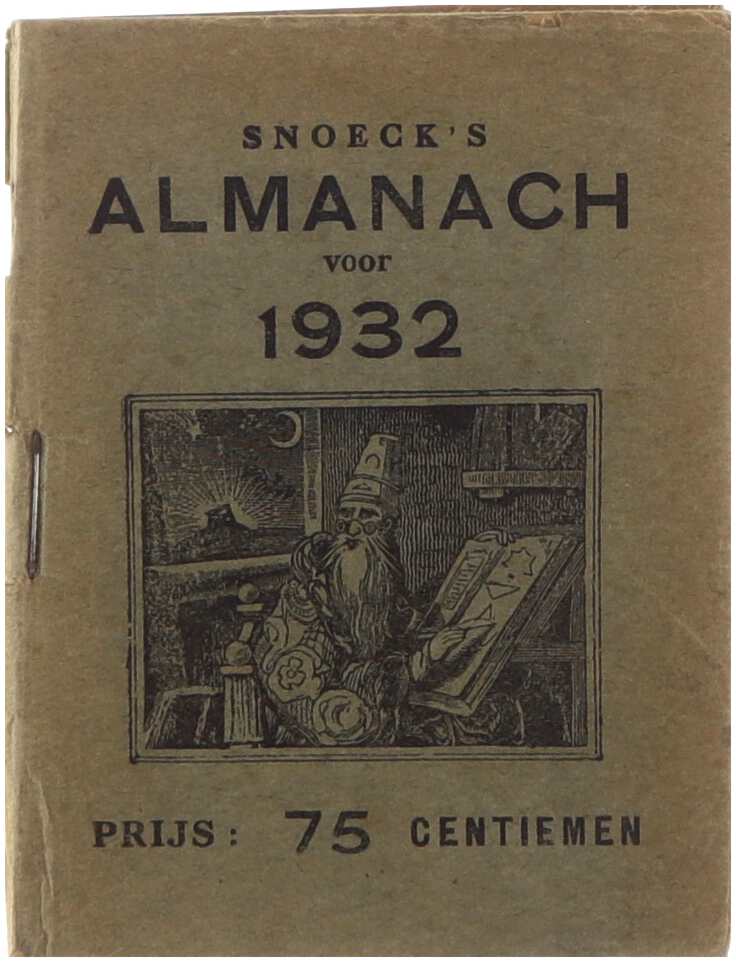 SNOECK'S
ALMANACH
voor
1932
PRIJS: 75 CENTIEMEN